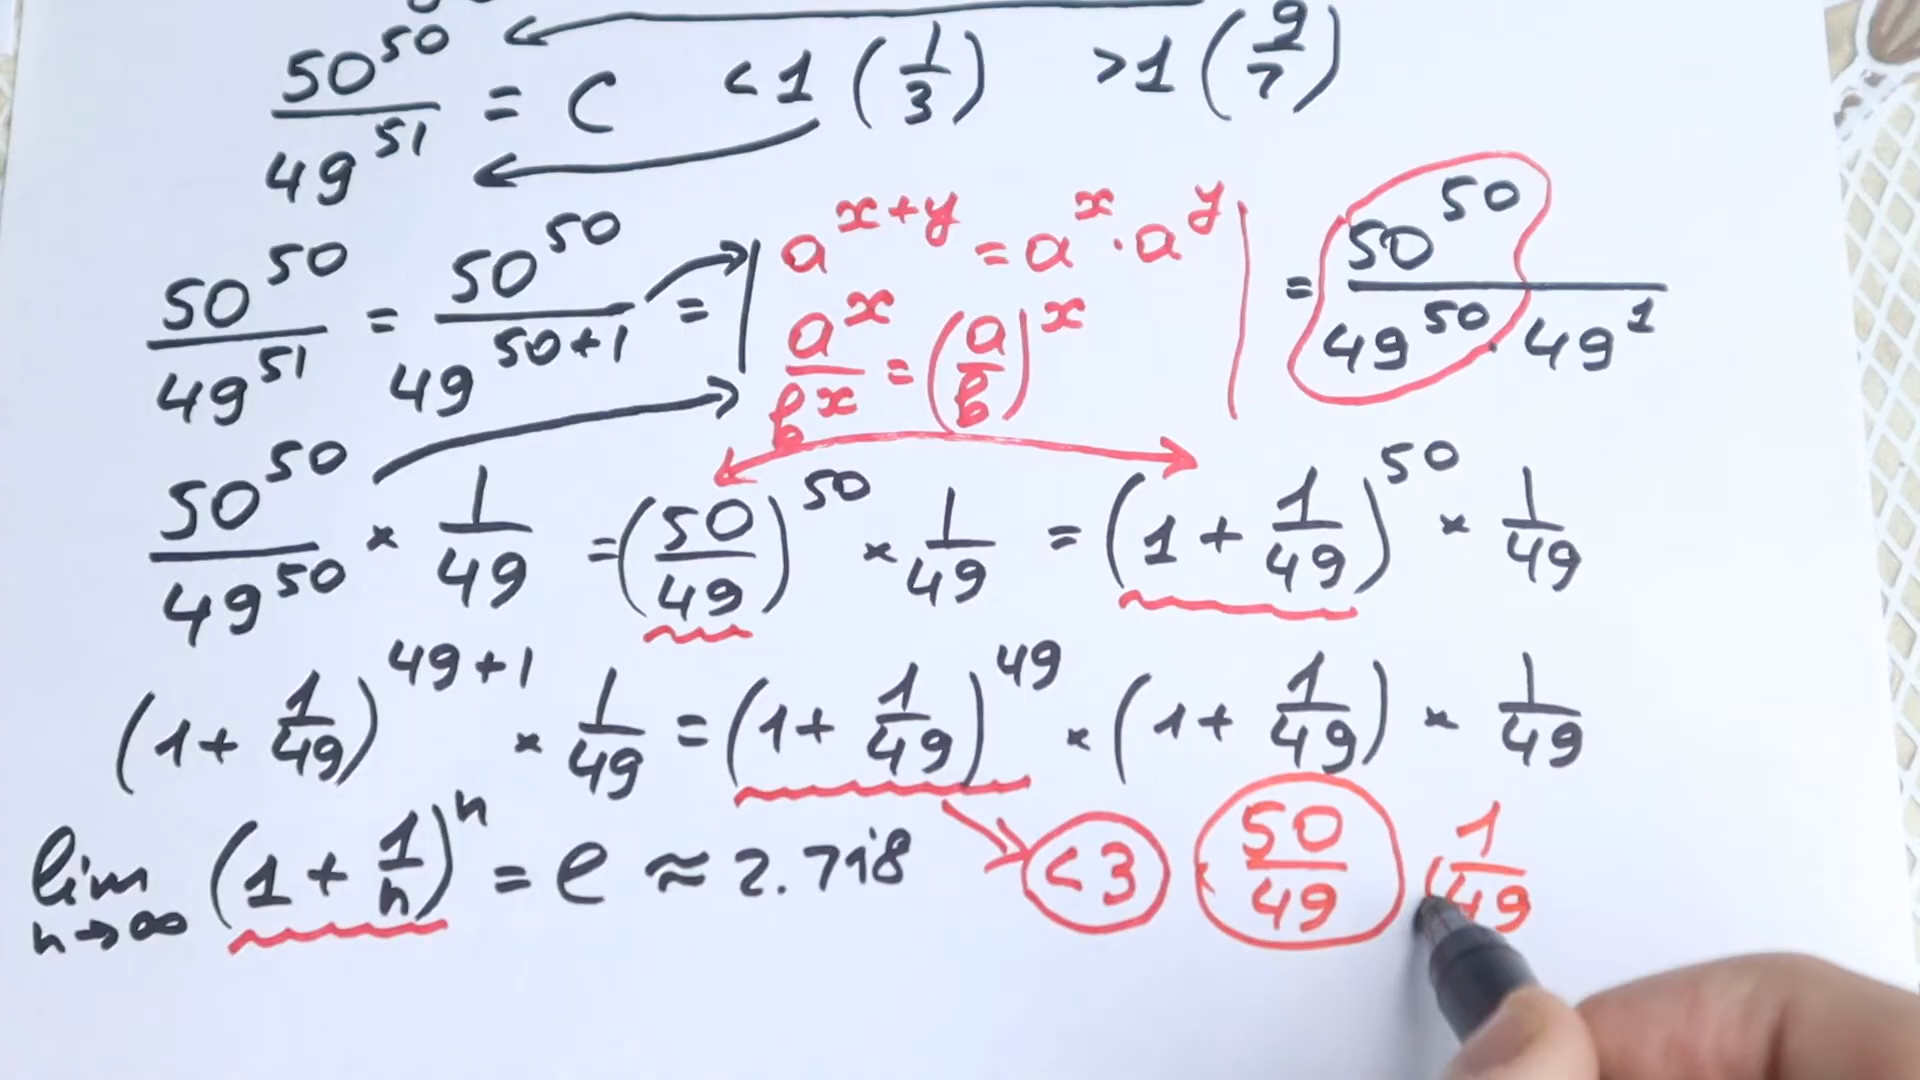 50^50/49^51 = C <1 (1/3) >1 (9/7)
50^50/49^51 = 50^50/49^(50+1) = | a^(x+y) = a^x · a^y | = 50^50/(49^50 · 49^1)
a^x/b^x = (a/b)^x
50^50/49^50 × 1/49 = (50/49)^50 × 1/49 = (1 + 1/49)^50 × 1/49
(1 + 1/49)^(49+1) × 1/49 = (1 + 1/49)^49 × (1 + 1/49) × 1/49
lim n→∞ (1 + 1/n)^n = e ≈ 2.718 <3 50/49 1/49